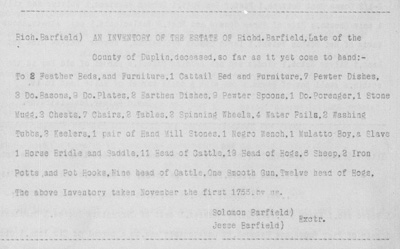 Rich. Barfield) AN INVENTORY OF THE ESTATE OF Richd. Barfield, Late of the
County of Duplin, deceased, so far as it yet come to hand:-
To 2 Feather Beds, and Furniture. 1 Cattail Bed and Furniture. 7 Pewter Dishes,
3 Do. Basons, 9 Do. Plates, 2 Earthen Dishes, 9 Pewter Spoons, 1 Do. Porenger, 1 Stone
Mugg, 3 Chests, 7 Chairs, 2 Tables, 2 Spinning Wheels, 4 Water Pails, 2 Washing
Tubbs, 3 Keelers, 1 pair of Hand Mill Stones, 1 Negro Wench, 1 Mulatto Boy, a Slave
1 Horse Bridle and Saddle, 11 Head of Cattle, 19 Head of Hogs, 6 Sheep, 2 Iron
Potts and Pot Hooks, Nine head of Cattle, One Smooth Gun, Twelve head of Hogs.
The above Inventory taken November the first by us.
Solomon Barfield)
Jesse Barfield) Exctr.